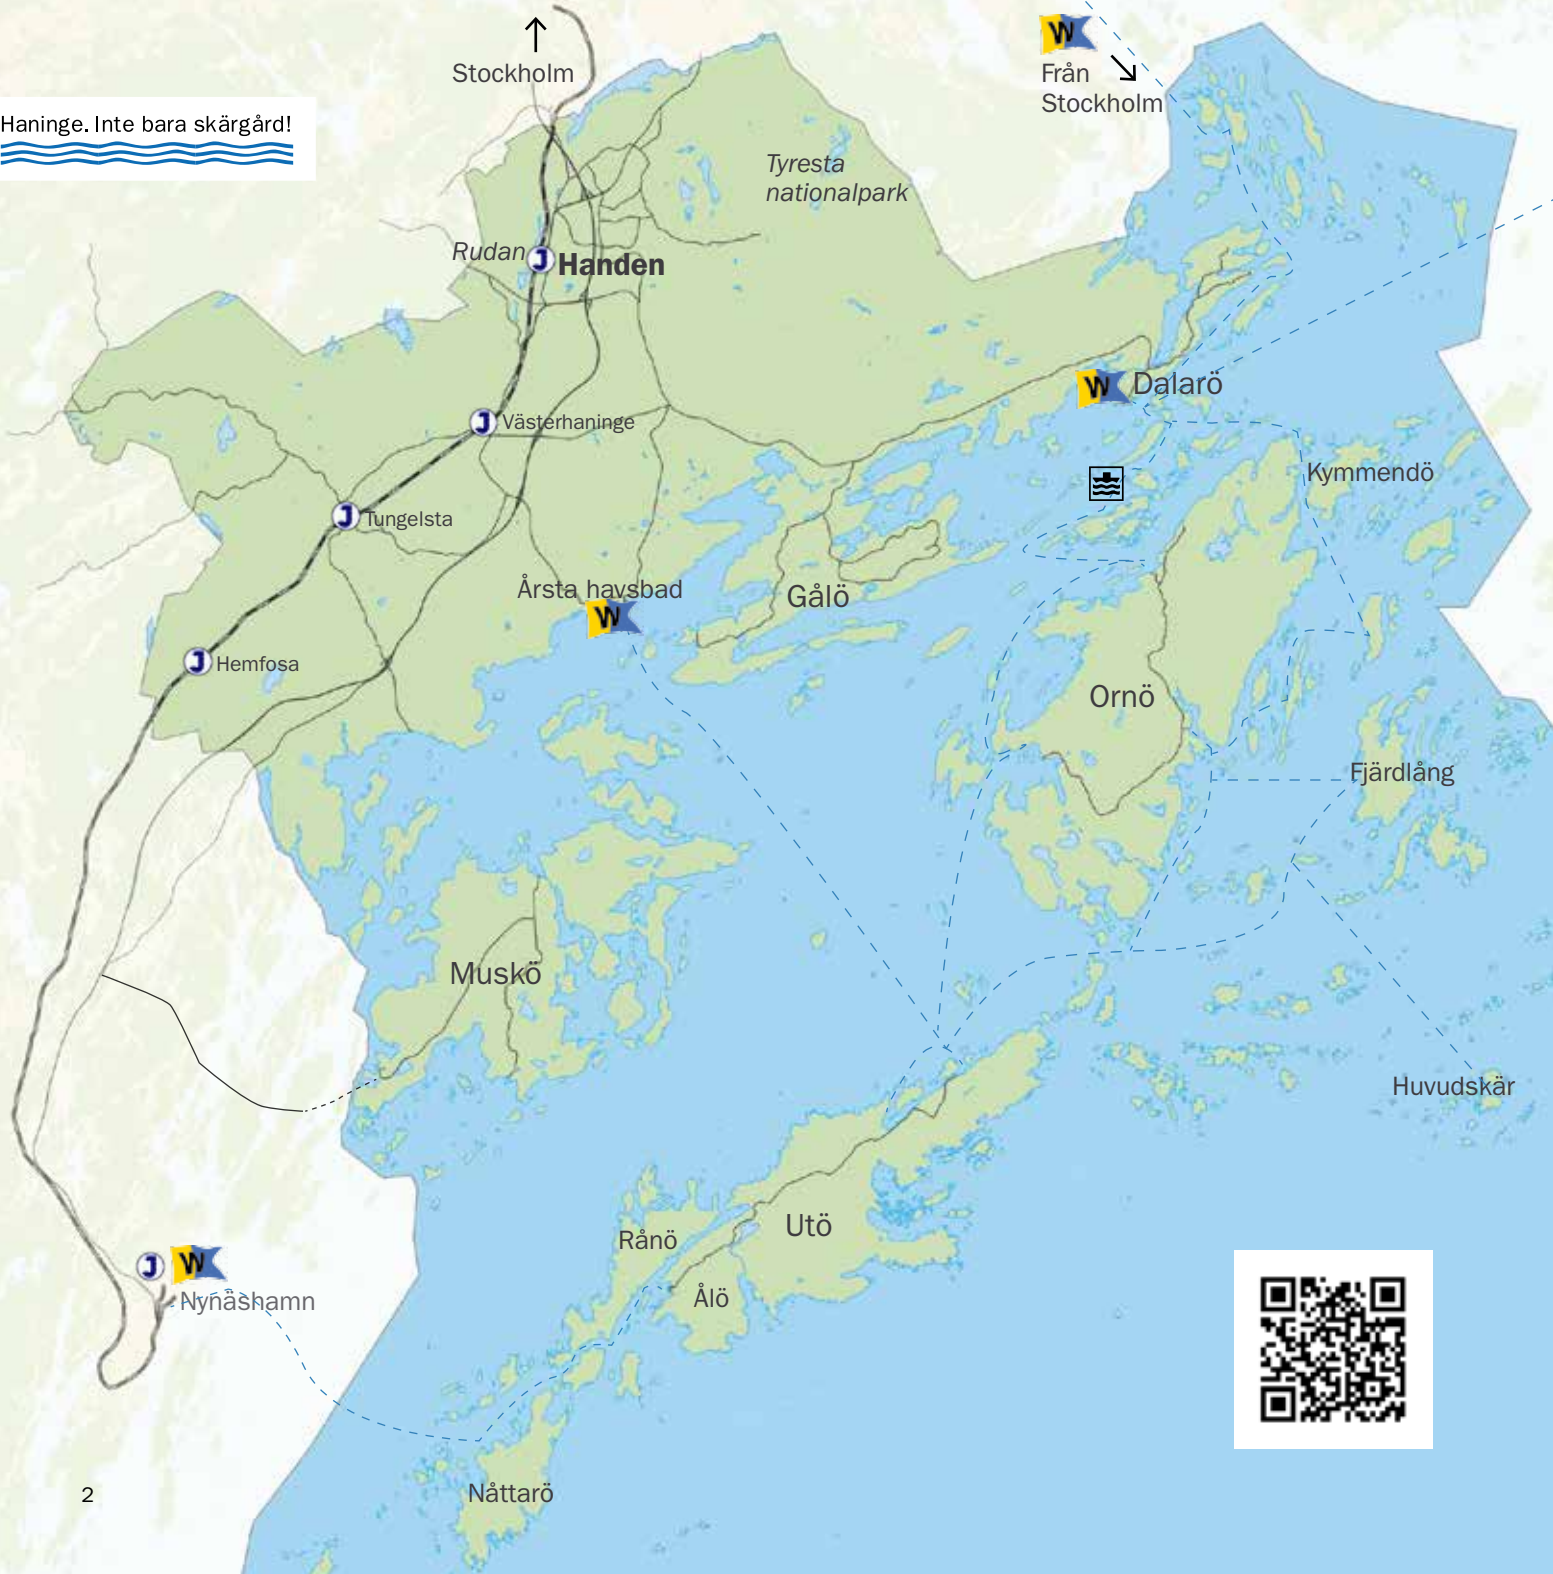 Stockholm
W
Från
Stockholm
Haninge. Inte bara skärgård!
Tyresta
nationalpark
Rudan
J
Handen
W
Dalarö
J
Västerhaninge
Kymmendö
J
Tungelsta
Årsta havsbad
W
Gålö
J
Hemfosa
Ornö
Fjärdlång
Muskö
Huvudskär
Utö
Rånö
Ålö
J
W
Nynäshamn
Nåttarö
2